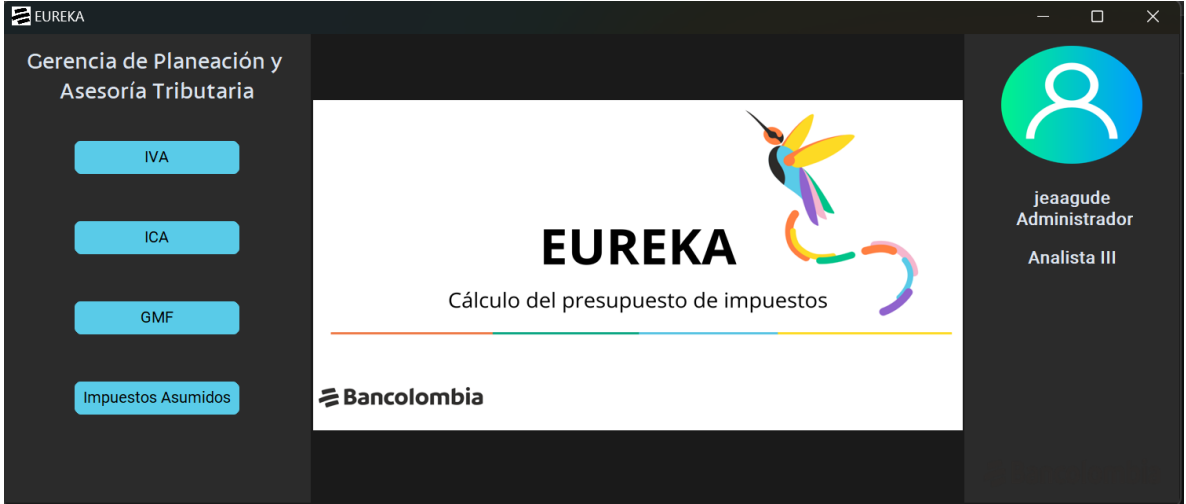 EUREKA
Gerencia de Planeación y
Asesoría Tributaria
IVA
ICA
GMF
Impuestos Asumidos
EUREKA
Cálculo del presupuesto de impuestos
Bancolombia
jeaagude
Administrador
Analista III